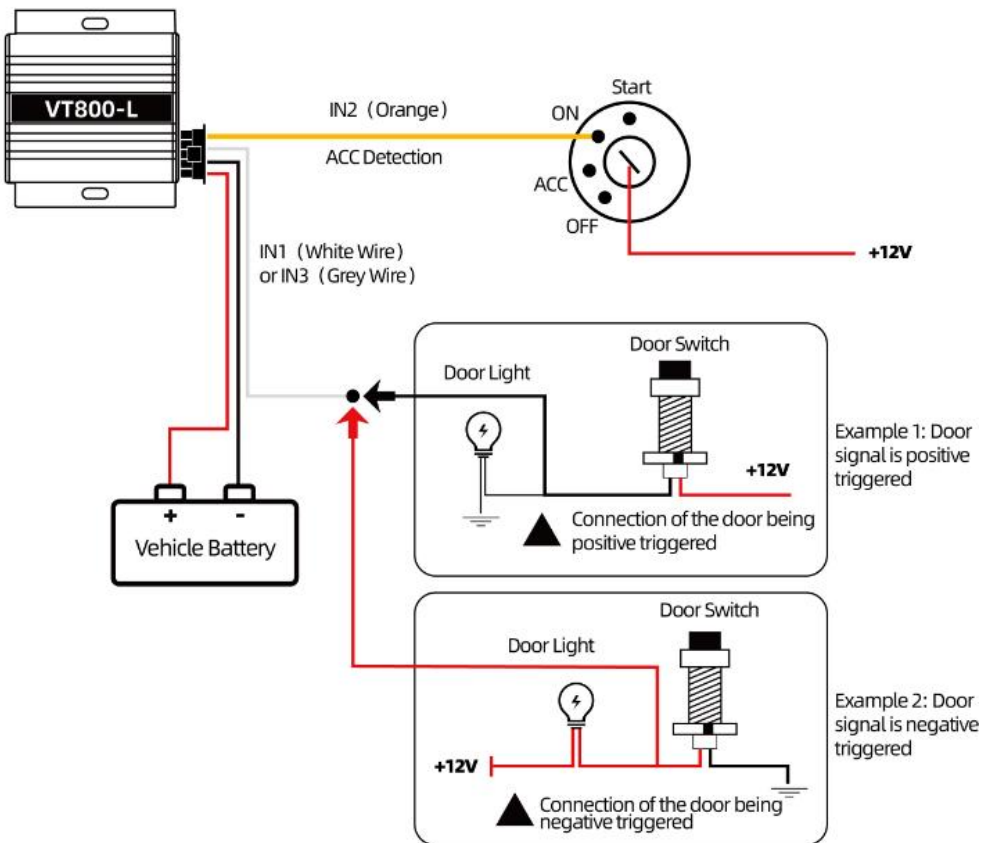 VT800-L
IN2（Orange）
ACC Detection
Start
ON
ACC
OFF
+12V
IN1（White Wire）
or IN3（Grey Wire）
+ -
Vehicle Battery
Door Switch
Door Light
+12V
Connection of the door being
positive triggered
Example 1: Door
signal is positive
triggered
Door Switch
Door Light
+12V
Connection of the door being
negative triggered
Example 2: Door
signal is negative
triggered